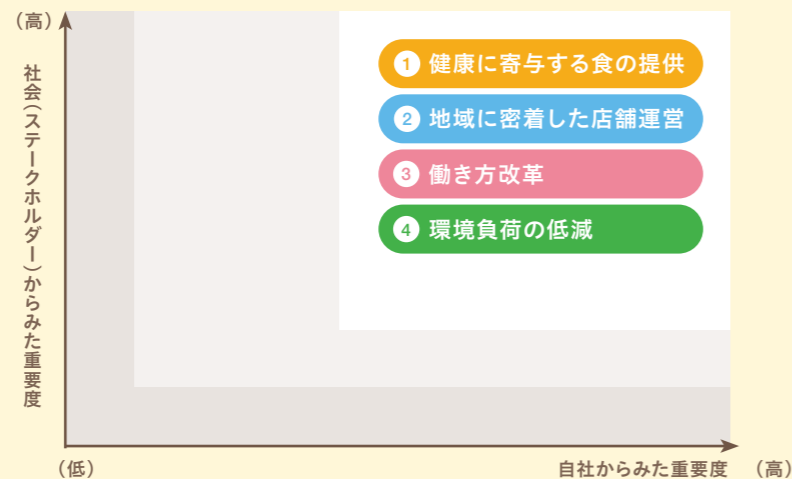 （高）
社会（ステークホルダー）からみた重要度
1 健康に寄与する食の提供
2 地域に密着した店舗運営
3 働き方改革
4 環境負荷の低減
（低）
自社からみた重要度 （高）